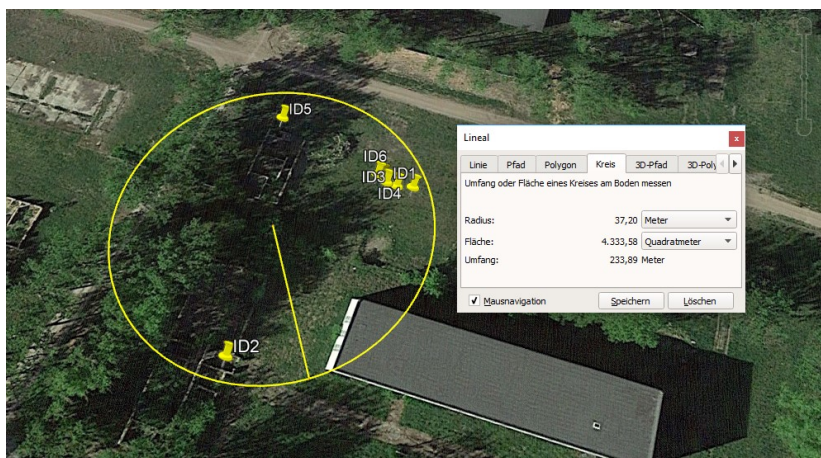 ID5
ID6
ID3
ID1
ID4
ID2
Lineal
x
Linie Pfad Polygon Kreis 3D-Pfad 3D-Poly
Umfang oder Fläche eines Kreises am Boden messen
Radius: 37,20 Meter
Fläche: 4.333,58 Quadratmeter
Umfang: 233,89 Meter
Mausnavigation Speichern Löschen